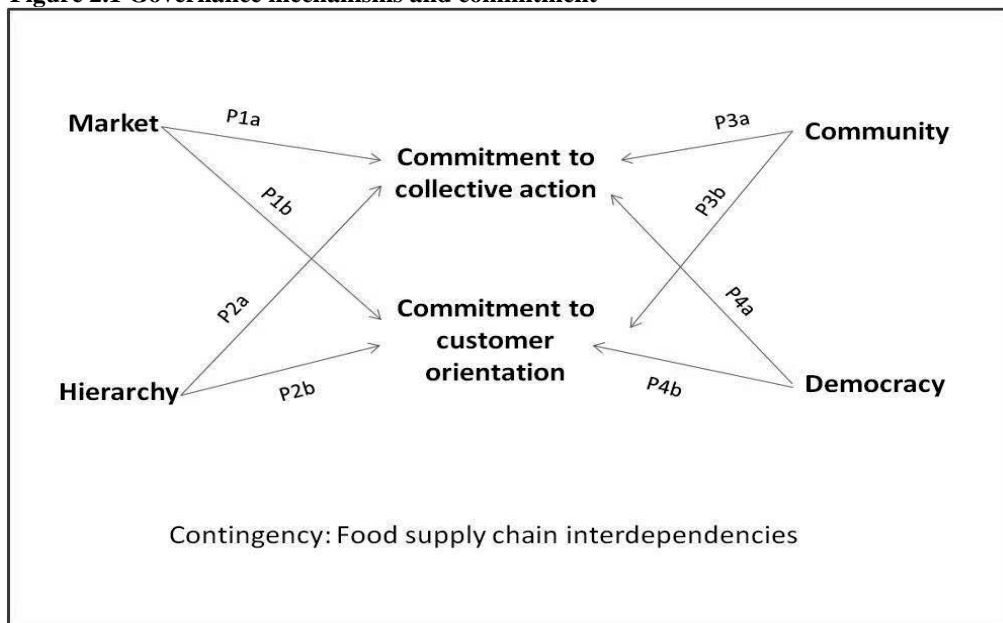 Figure 2.1 Governance mechanisms and commitment
Market
P1a
P3a
Community
Commitment to
collective action
P1b
P3b
P2a
P4a
Commitment to
customer
orientation
Hierarchy
P2b
P4b
Democracy
Contingency: Food supply chain interdependencies